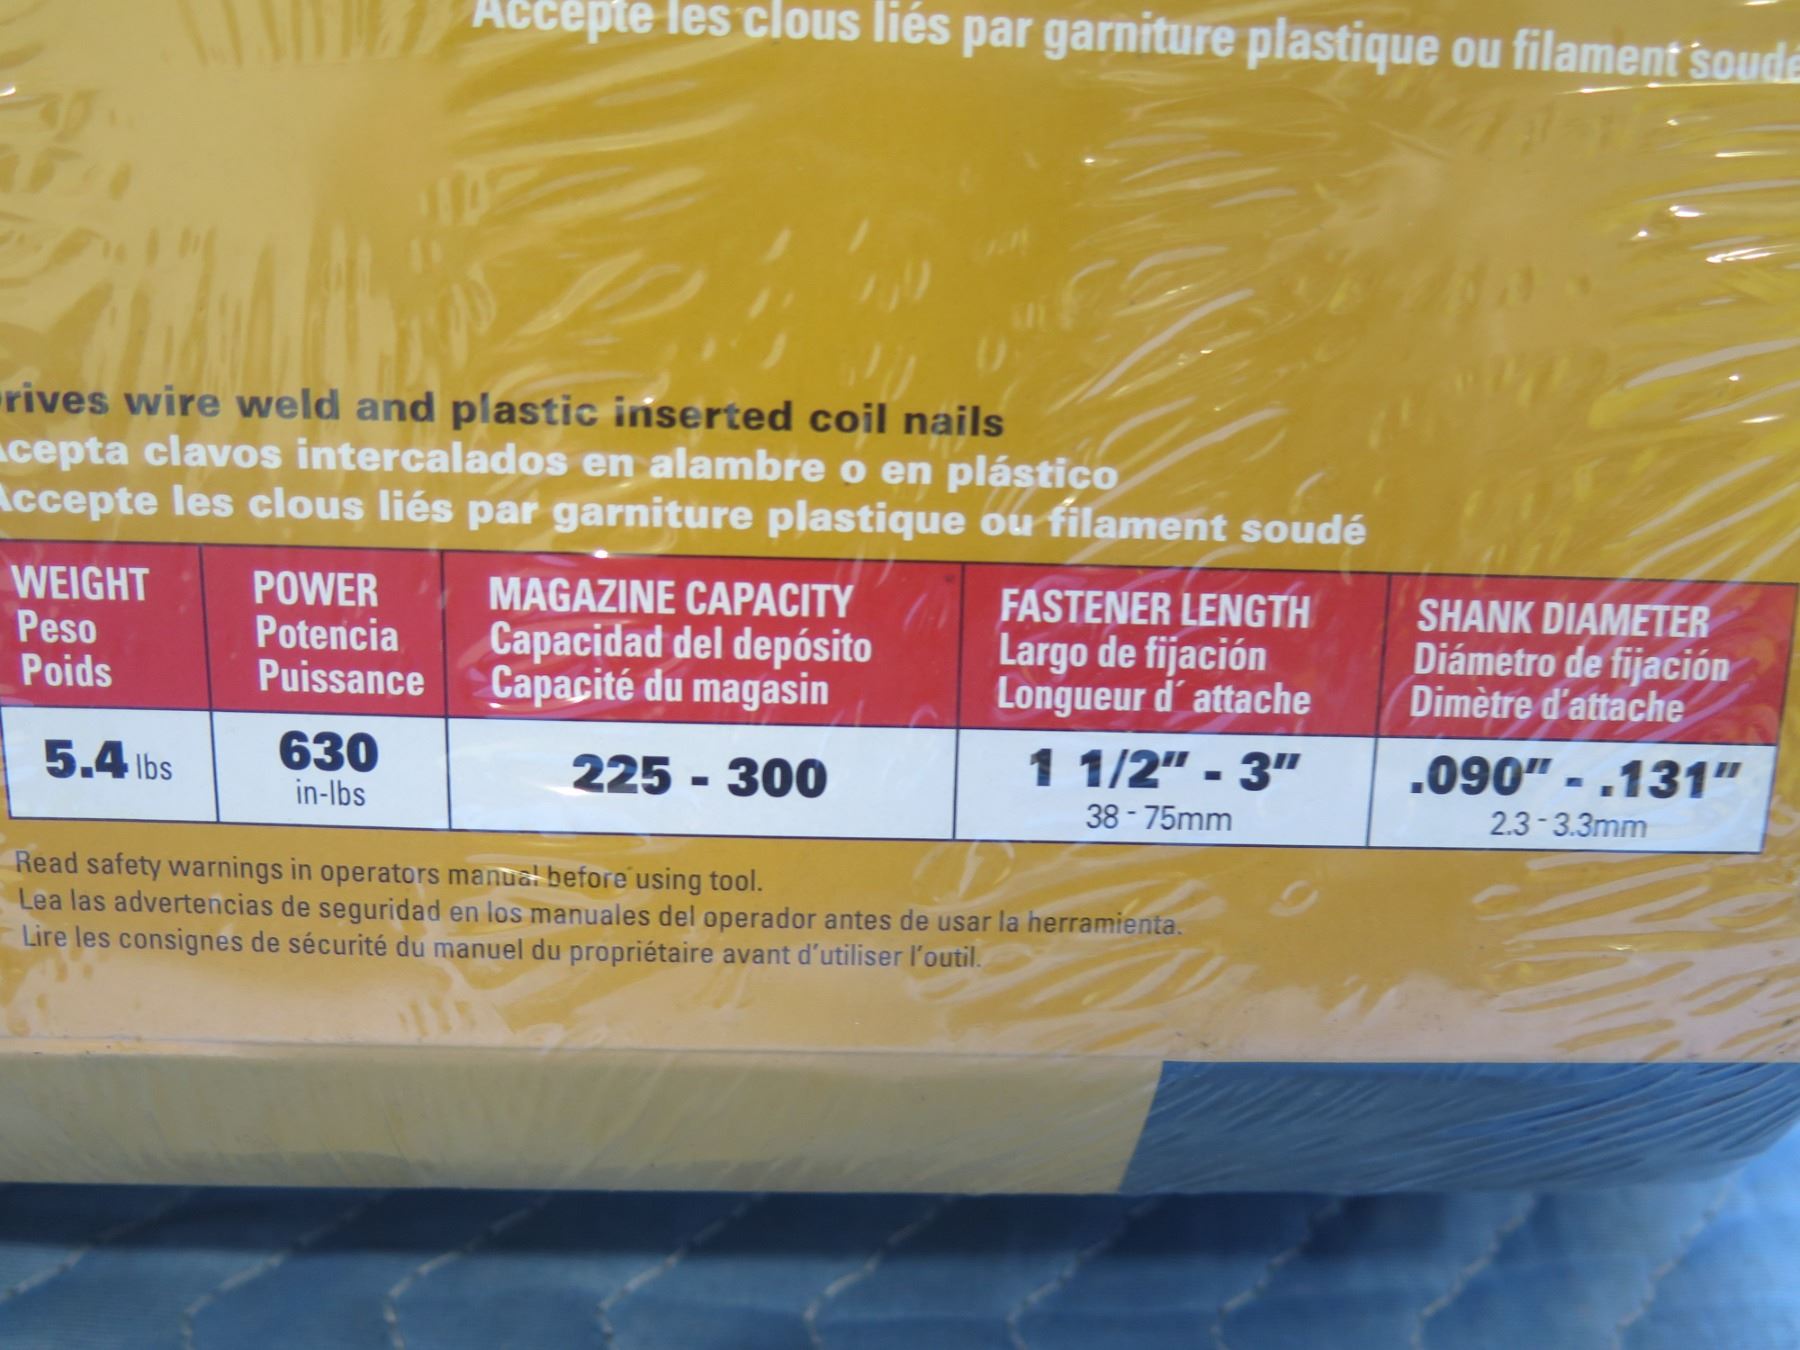 Accepte les clous liés par garniture plastique ou filament soudé
rives wire weld and plastic inserted coil nails
cepta clavos intercalados en alambre o en plástico
Accepte les clous liés par garniture plastique ou filament soudé
WEIGHT
Peso
Poids
POWER
Potencia
Puissance
MAGAZINE CAPACITY
Capacidad del depósito
Capacité du magasin
FASTENER LENGTH
Largo de fijación
Longueur d´ attache
SHANK DIAMETER
Diámetro de fijación
Dimètre d'attache
5.4 lbs
630
in-lbs
225 - 300
1 1/2" - 3"
38 - 75mm
.090" - .131"
2.3 - 3.3mm
Read safety warnings in operators manual before using tool.
Lea las advertencias de seguridad en los manuales del operador antes de usar la herramienta.
Lire les consignes de sécurité du manuel du propriétaire avant d'utiliser l'outil.